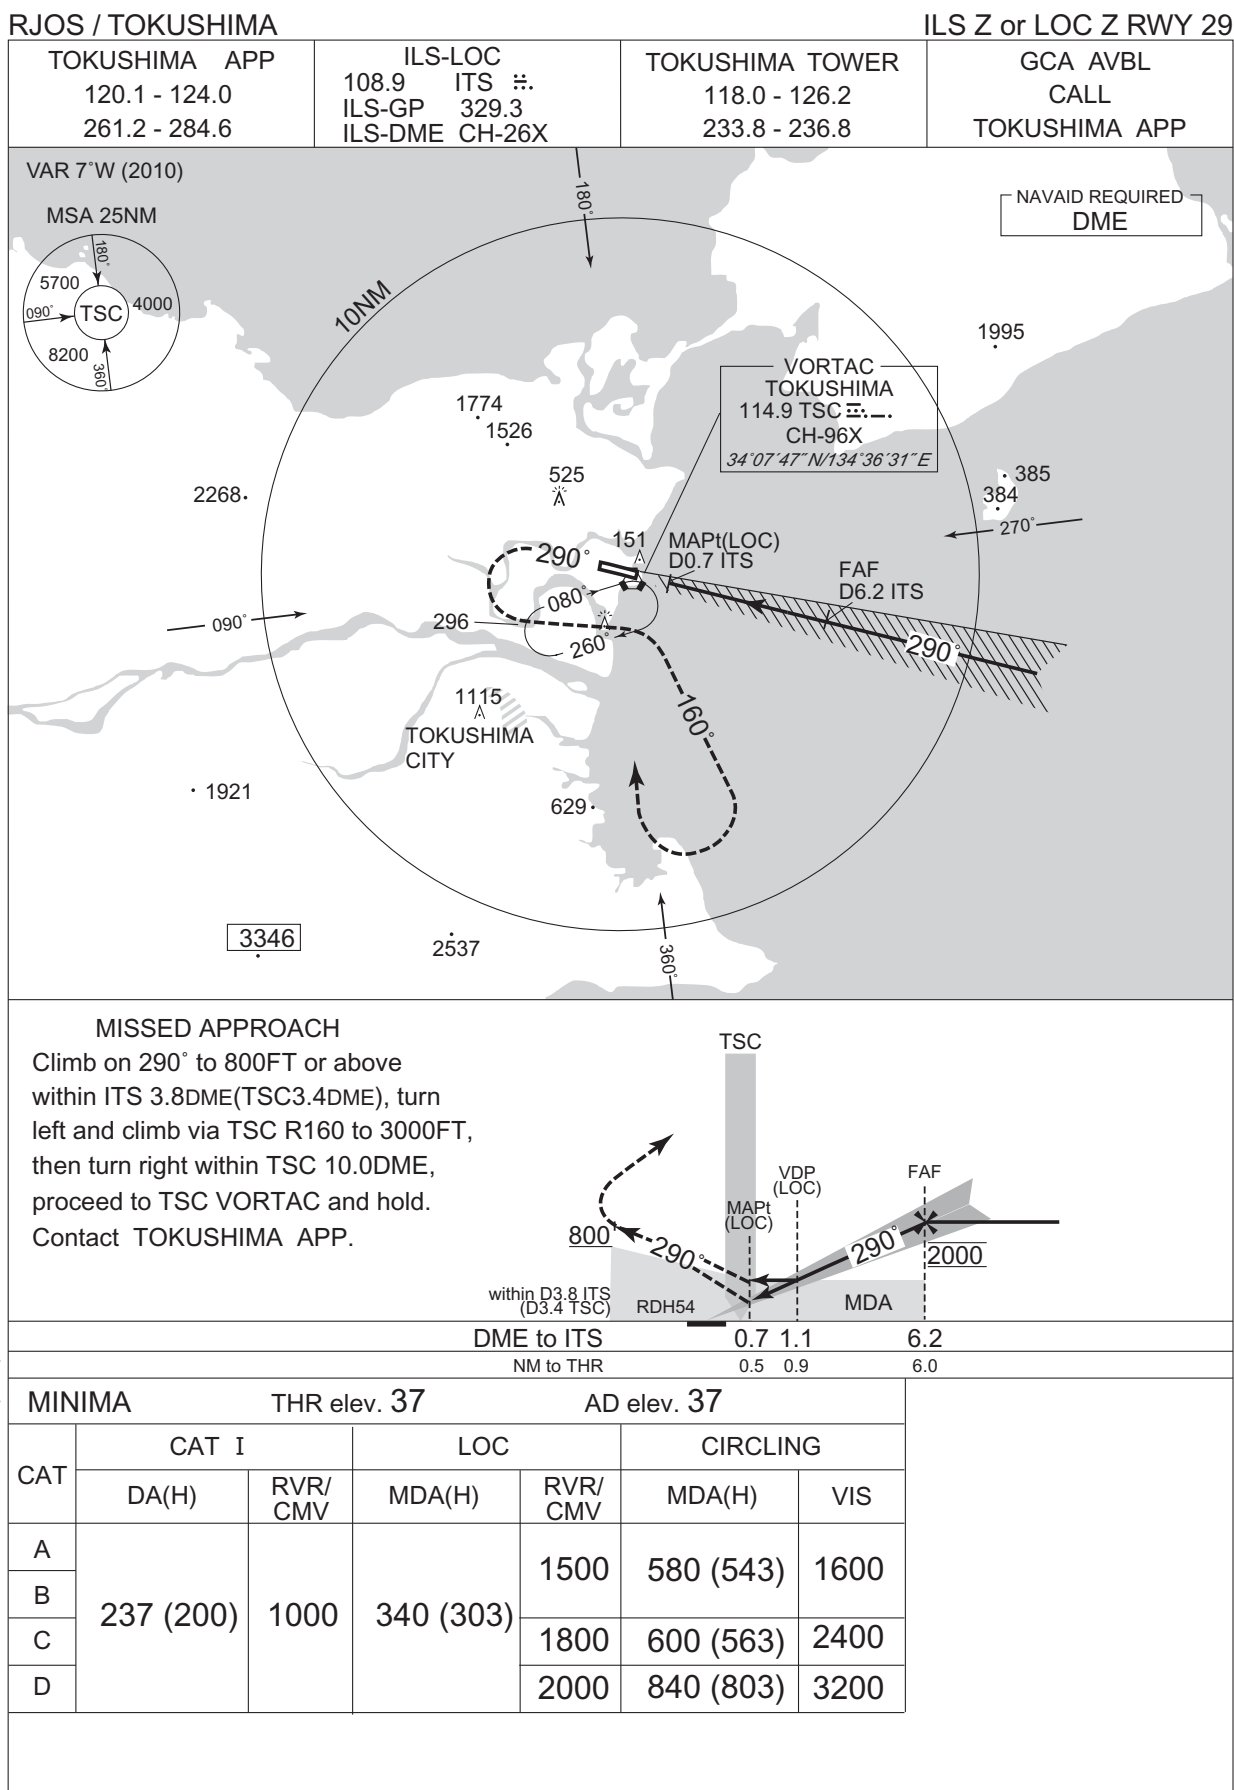 RJOS / TOKUSHIMA
ILS Z or LOC Z RWY 29
TOKUSHIMA APP
120.1 - 124.0
261.2 - 284.6
ILS-LOC
108.9 ITS
ILS-GP 329.3
ILS-DME CH-26X
TOKUSHIMA TOWER
118.0 - 126.2
233.8 - 236.8
GCA AVBL
CALL
TOKUSHIMA APP
VAR 7°W (2010)
MSA 25NM
180°
5700
4000
090°
TSC
8200
360°
180°
NAVAID REQUIRED
DME
10NM
1995
VORTAC
TOKUSHIMA
114.9 TSC
CH-96X
34°07′47″N/134°36′31″E
1774
1526
525
2268
385
384
270°
151
MAPt(LOC)
D0.7 ITS
290°
FAF
D6.2 ITS
080°
090°
296
260°
290°
160°
1115
TOKUSHIMA
CITY
1921
629
3346
2537
360°
MISSED APPROACH
Climb on 290° to 800FT or above
within ITS 3.8DME(TSC3.4DME), turn
left and climb via TSC R160 to 3000FT,
then turn right within TSC 10.0DME,
proceed to TSC VORTAC and hold.
Contact TOKUSHIMA APP.
TSC
VDP
(LOC)
FAF
MAPt
(LOC)
800
290°
290°
2000
within D3.8 ITS
(D3.4 TSC)
RDH54
MDA
DME to ITS 0.7 1.1 6.2
NM to THR 0.5 0.9 6.0
MINIMA THR elev. 37 AD elev. 37
CAT
CAT I
LOC
CIRCLING
DA(H)
RVR/
CMV
MDA(H)
RVR/
CMV
MDA(H)
VIS
A
B
C
D
237 (200)
1000
340 (303)
1500
580 (543)
1600
1800
600 (563)
2400
2000
840 (803)
3200